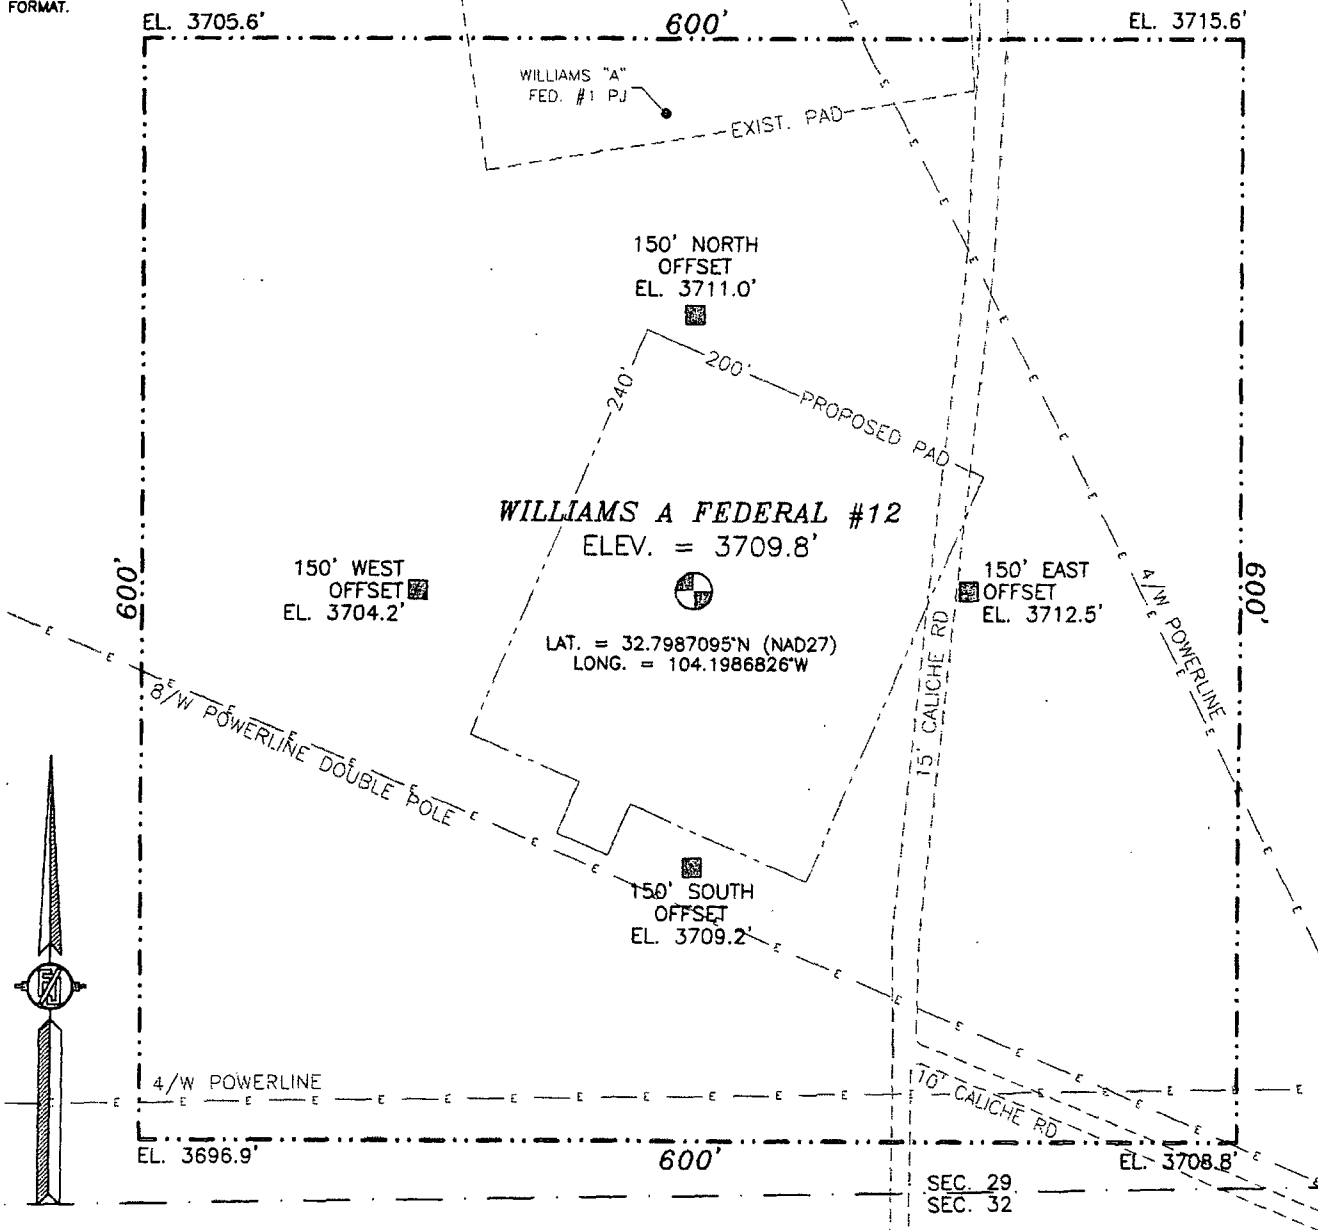 FORMAT.
EL. 3705.6'
600'
EL. 3715.6'
WILLIAMS "A"
FED. #1 PJ
EXIST. PAD
150' NORTH
OFFSET
EL. 3711.0'
200'
240'
PROPOSED PAD
WILLIAMS A FEDERAL #12
ELEV. = 3709.8'
150' WEST
OFFSET
EL. 3704.2'
150' EAST
OFFSET
EL. 3712.5'
600'
600'
LAT. = 32.7987095°N (NAD27)
LONG. = 104.1986826°W
4/W POWERLINE
15' CALICHE RD
8/W POWERLINE DOUBLE POLE
150' SOUTH
OFFSET
EL. 3709.2'
4/W POWERLINE
10' CALICHE RD
EL. 3696.9'
600'
EL. 3708.8'
SEC. 29
SEC. 32